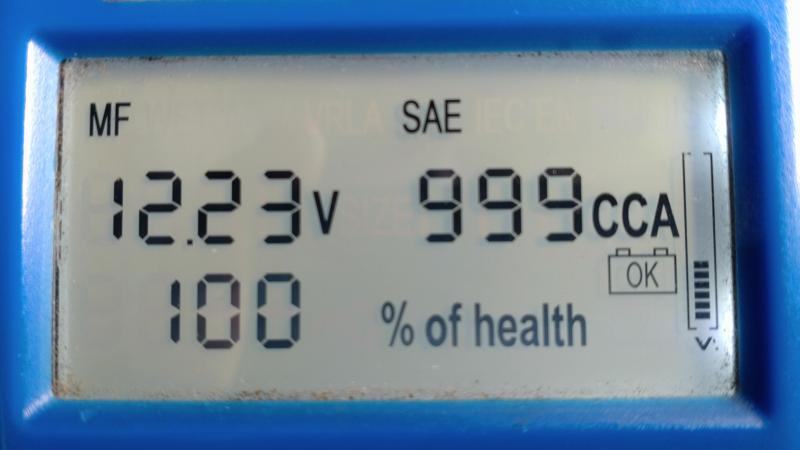 MF SAE
12.23 V 999 CCA
OK
100 % of health
V